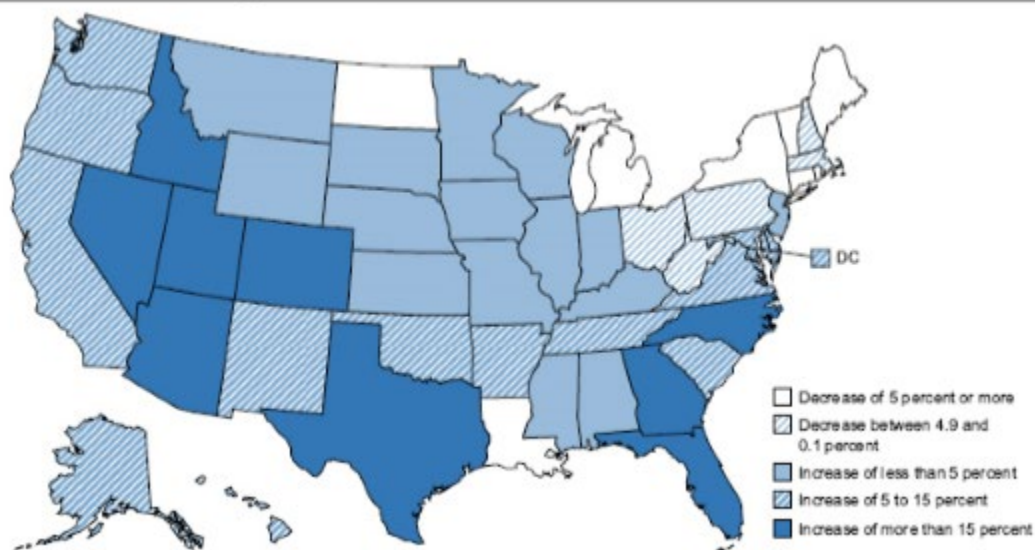 DC
Decrease of 5 percent or more
Decrease between 4.9 and
0.1 percent
Increase of less than 5 percent
Increase of 5 to 15 percent
Increase of more than 15 percent